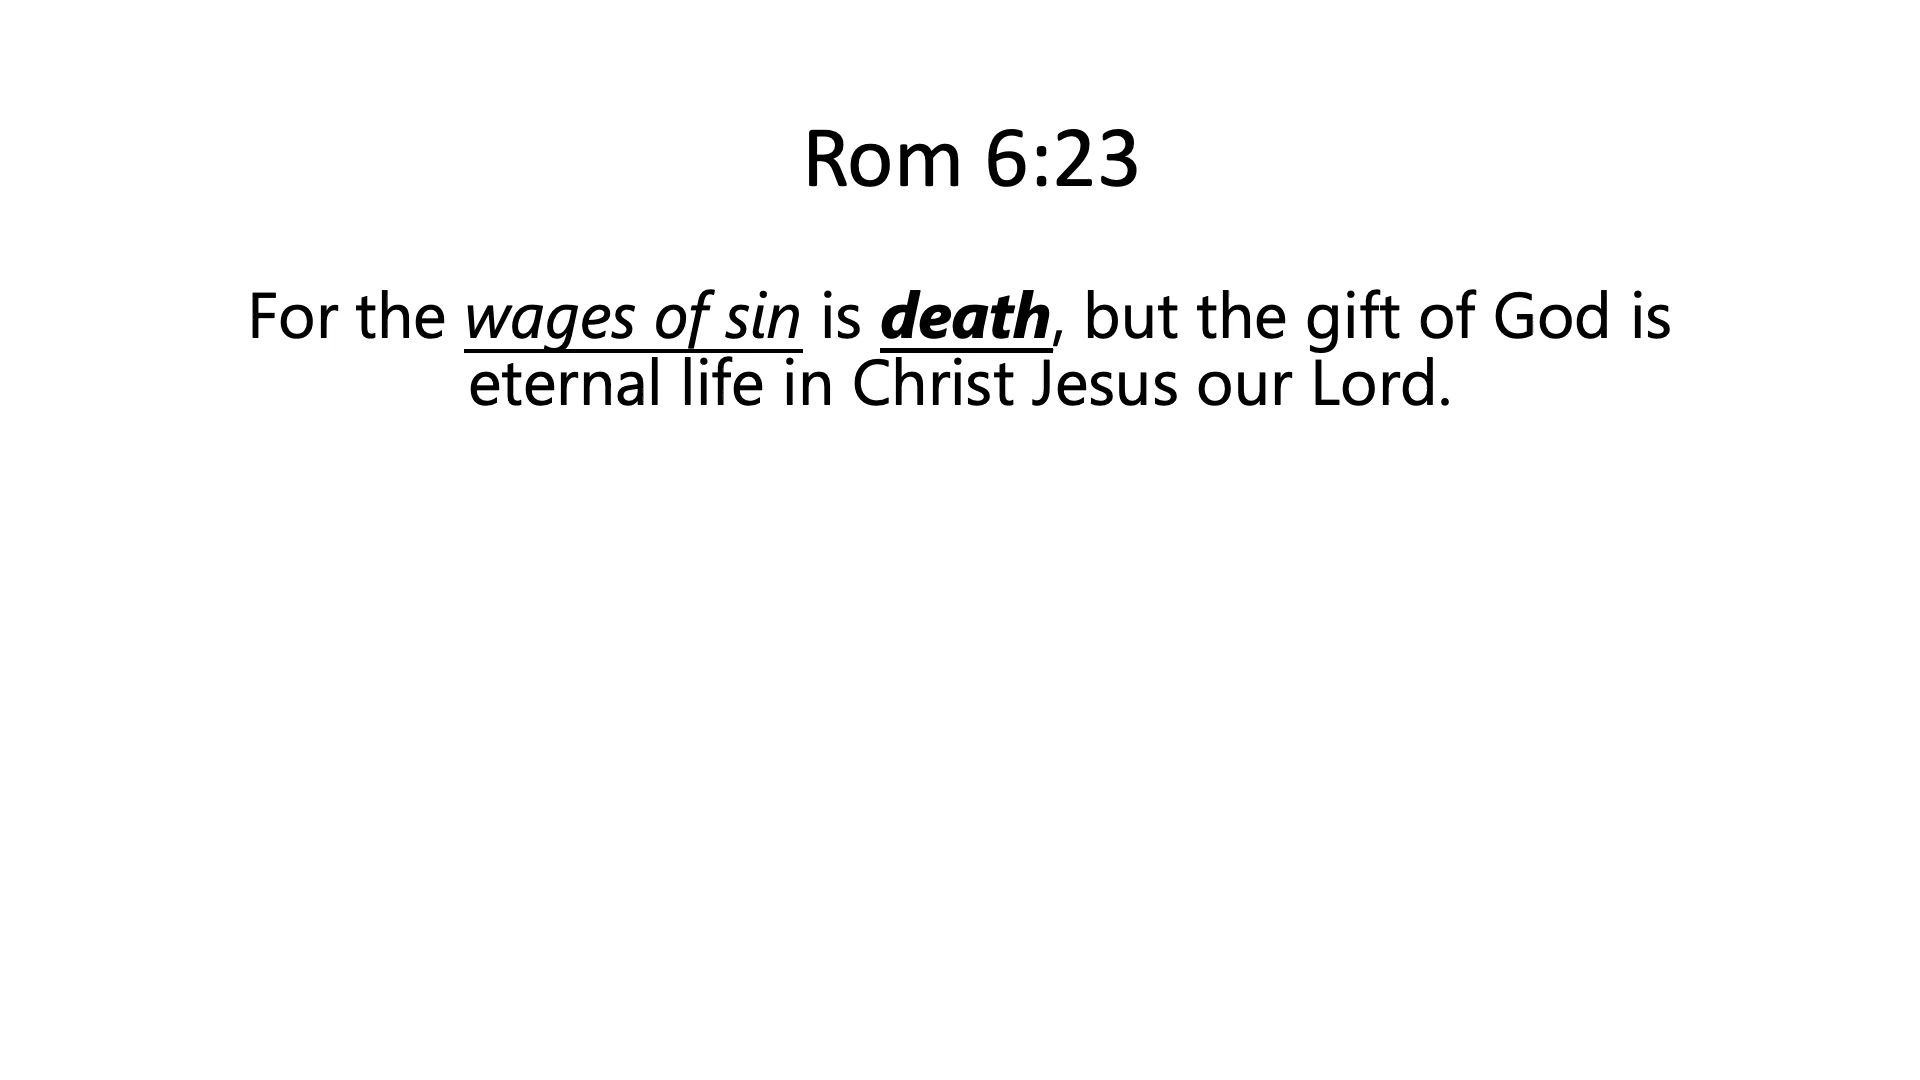 Rom 6:23
For the wages of sin is death, but the gift of God is
eternal life in Christ Jesus our Lord.